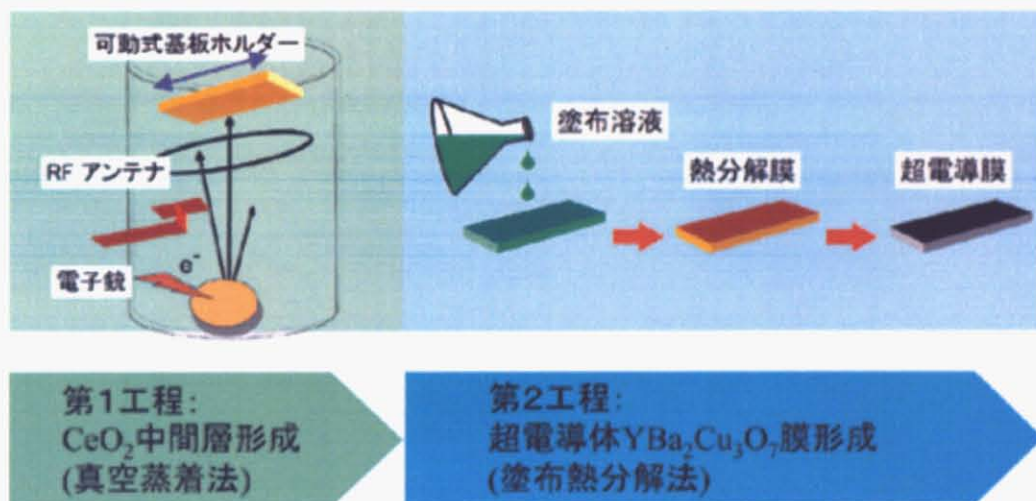 可動式基板ホルダー
RF アンテナ
e⁻
電子銃
塗布溶液
熱分解膜
超電導膜
第1工程:
CeO₂中間層形成
(真空蒸着法)
第2工程:
超電導体YBa₂Cu₃O₇膜形成
(塗布熱分解法)